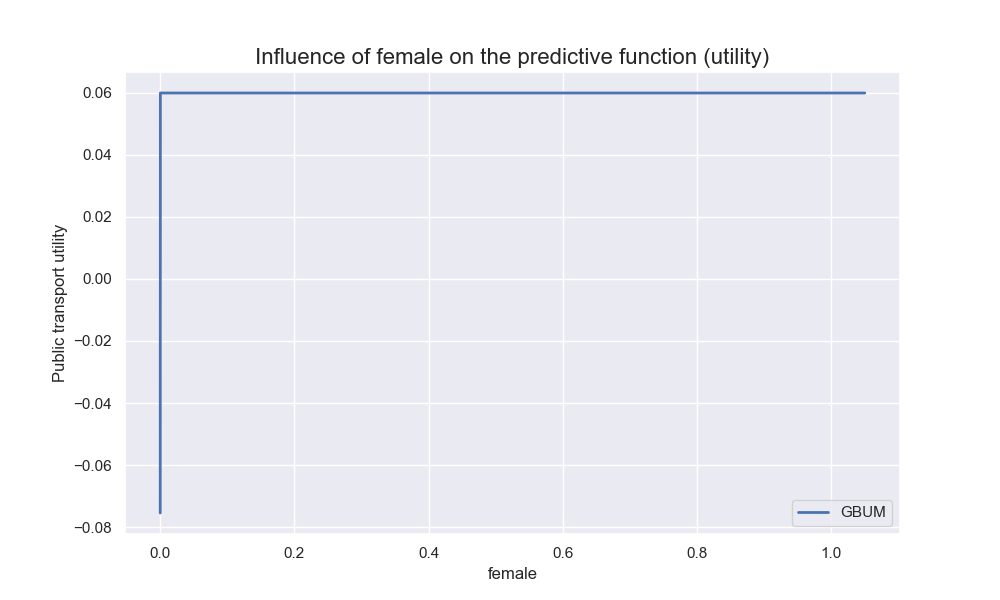 Influence of female on the predictive function (utility)
Public transport utility
0.06
0.04
0.02
0.00
−0.02
−0.04
−0.06
−0.08
0.0 0.2 0.4 0.6 0.8 1.0
female
GBUM